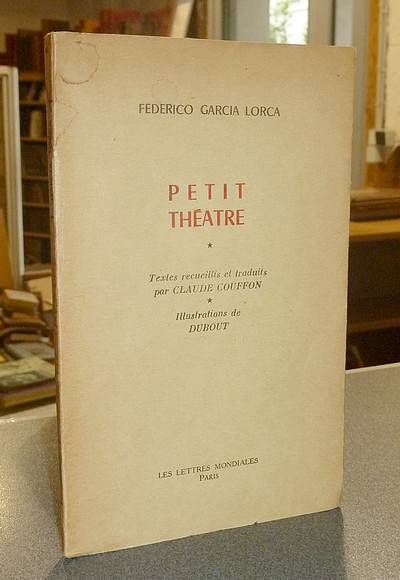 FEDERICO GARCIA LORCA
PETIT
THÉATRE
*
Textes recueillis et traduits
par CLAUDE COUFFON
*
Illustrations de
DUBOUT
LES LETTRES MONDIALES
PARIS